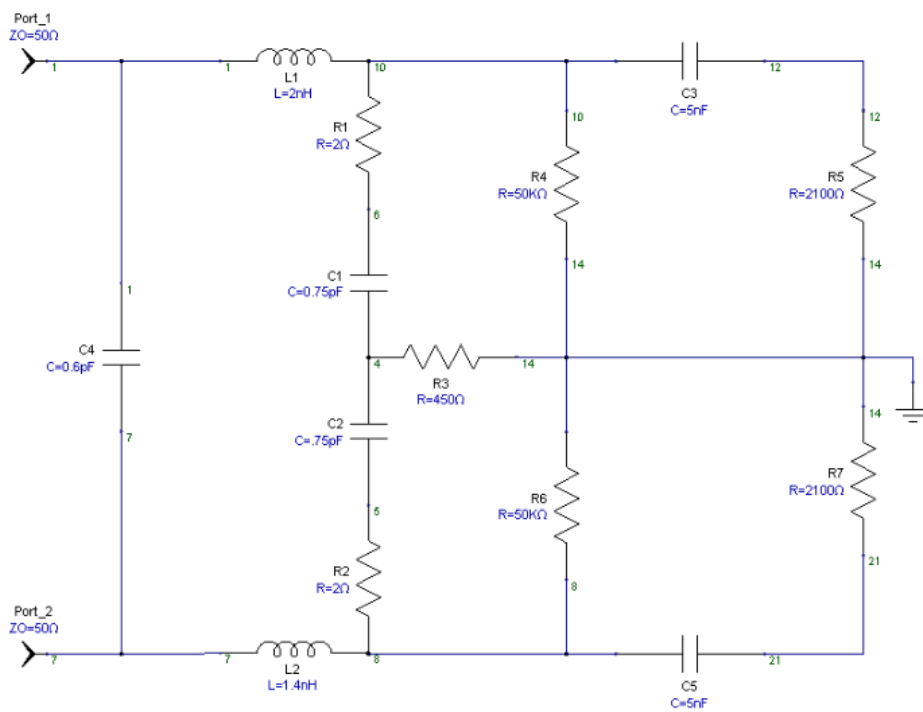 Port_1
ZO=50Ω
1
1
L1
L=2nH
10
C3
C=5nF
12
R1
R=2Ω
10
12
R4
R=50KΩ
R5
R=2100Ω
6
14
14
C1
C=0.75pF
1
C4
C=0.6pF
4
R3
R=450Ω
14
14
C2
C=.75pF
7
R6
R=50KΩ
R7
R=2100Ω
5
R2
R=2Ω
8
21
Port_2
ZO=50Ω
7
7
L2
L=1.4nH
8
C5
C=5nF
21